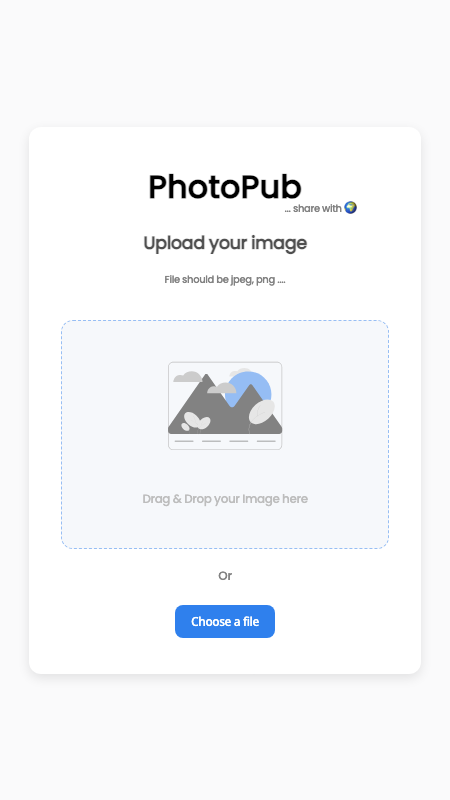 PhotoPub
... share with 🌍
Upload your image
File should be jpeg, png ....
Drag & Drop your Image here
Or
Choose a file